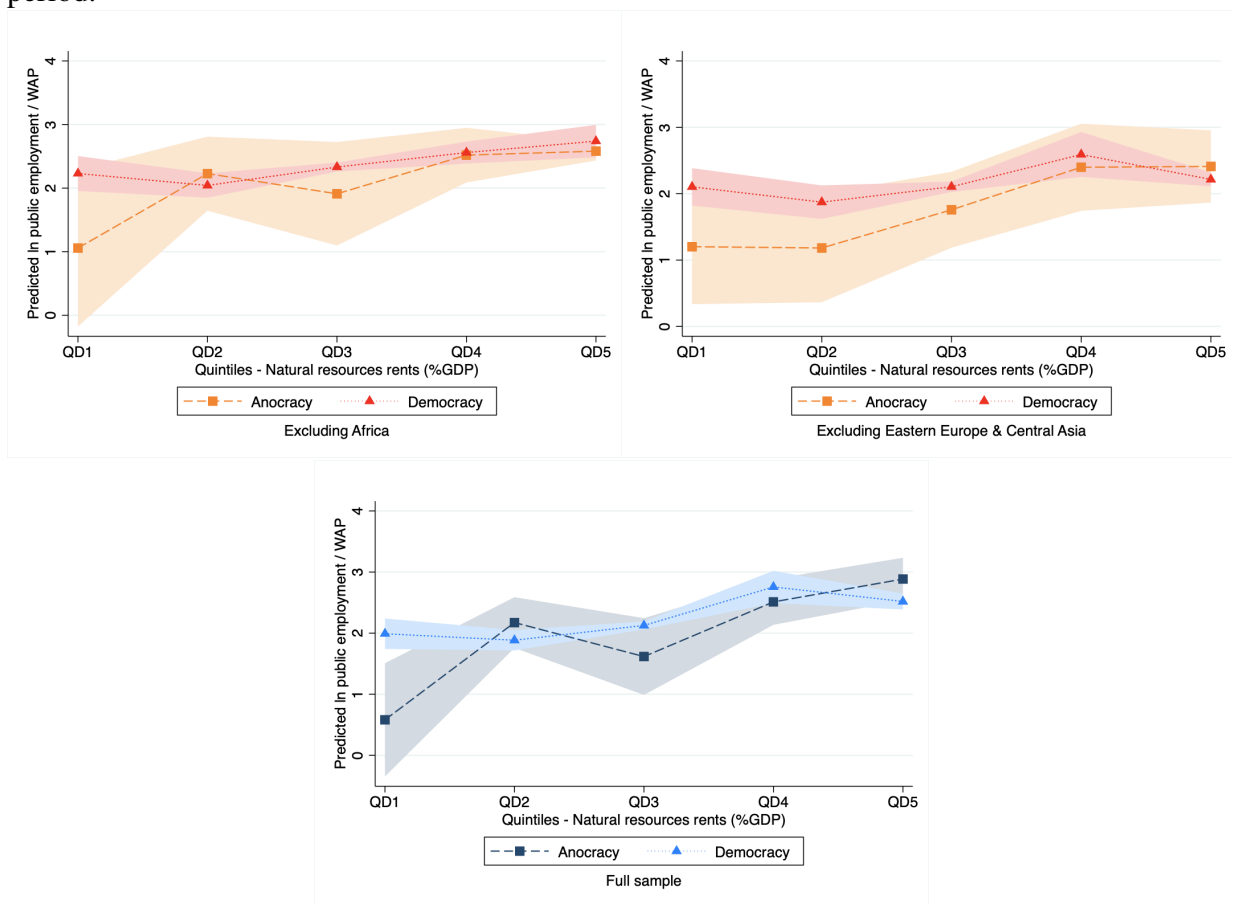 period.
Predicted ln public employment / WAP
4
3
2
1
0
QD1 QD2 QD3 QD4 QD5
Quintiles - Natural resources rents (%GDP)
Anocracy Democracy
Excluding Africa
Predicted ln public employment / WAP
4
3
2
1
0
QD1 QD2 QD3 QD4 QD5
Quintiles - Natural resources rents (%GDP)
Anocracy Democracy
Excluding Eastern Europe & Central Asia
Predicted ln public employment / WAP
4
3
2
1
0
QD1 QD2 QD3 QD4 QD5
Quintiles - Natural resources rents (%GDP)
Anocracy Democracy
Full sample